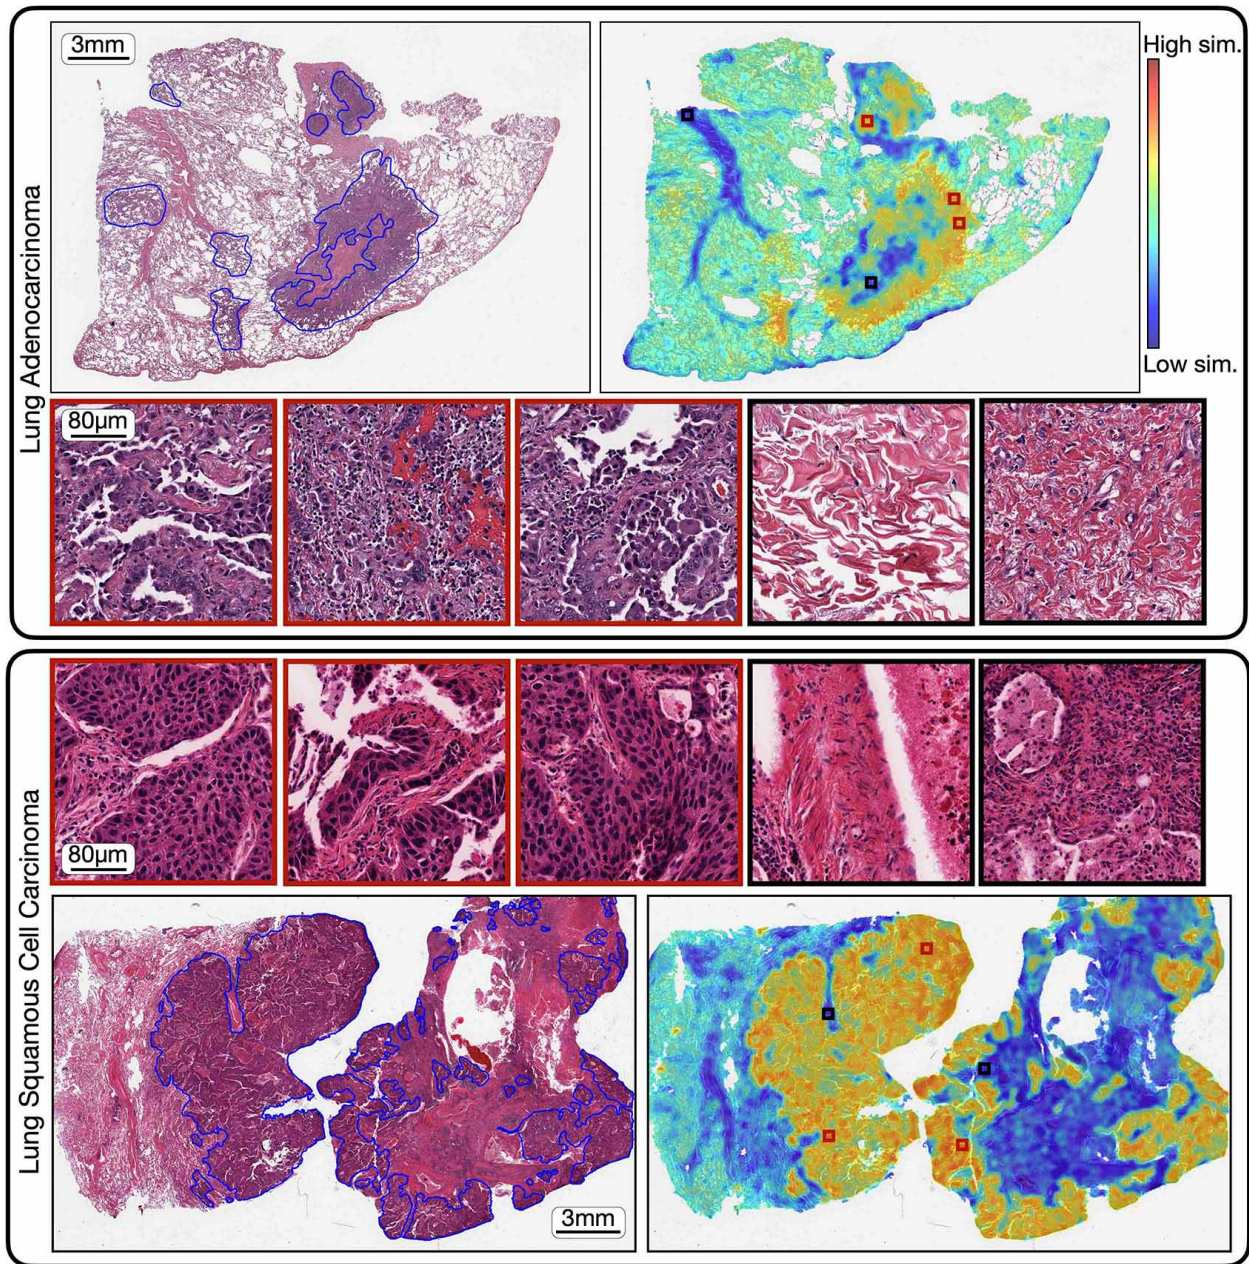 Lung Adenocarcinoma
3mm
High sim.
Low sim.
80μm
Lung Squamous Cell Carcinoma
80μm
3mm